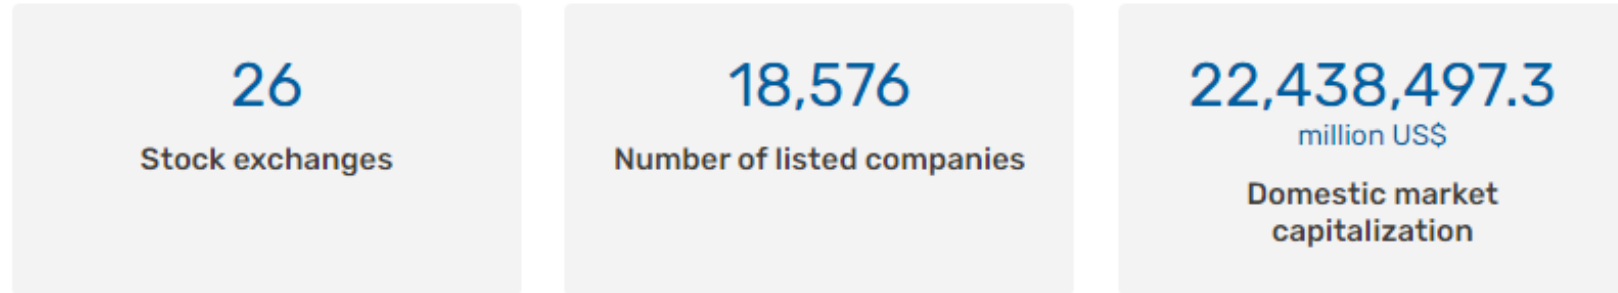 26
Stock exchanges
18,576
Number of listed companies
22,438,497.3
million US$
Domestic market
capitalization